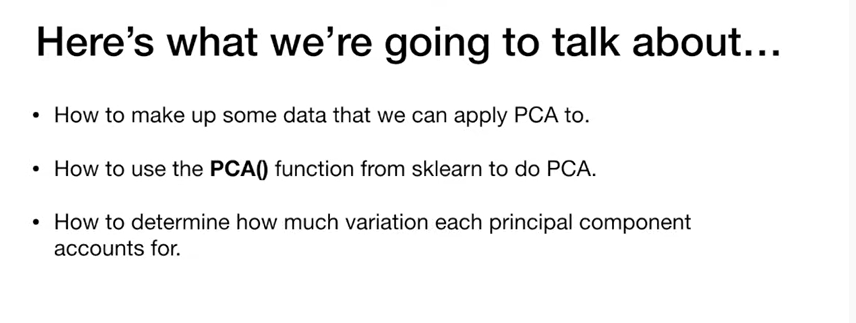 Here’s what we’re going to talk about…
• How to make up some data that we can apply PCA to.
• How to use the PCA() function from sklearn to do PCA.
• How to determine how much variation each principal component
accounts for.